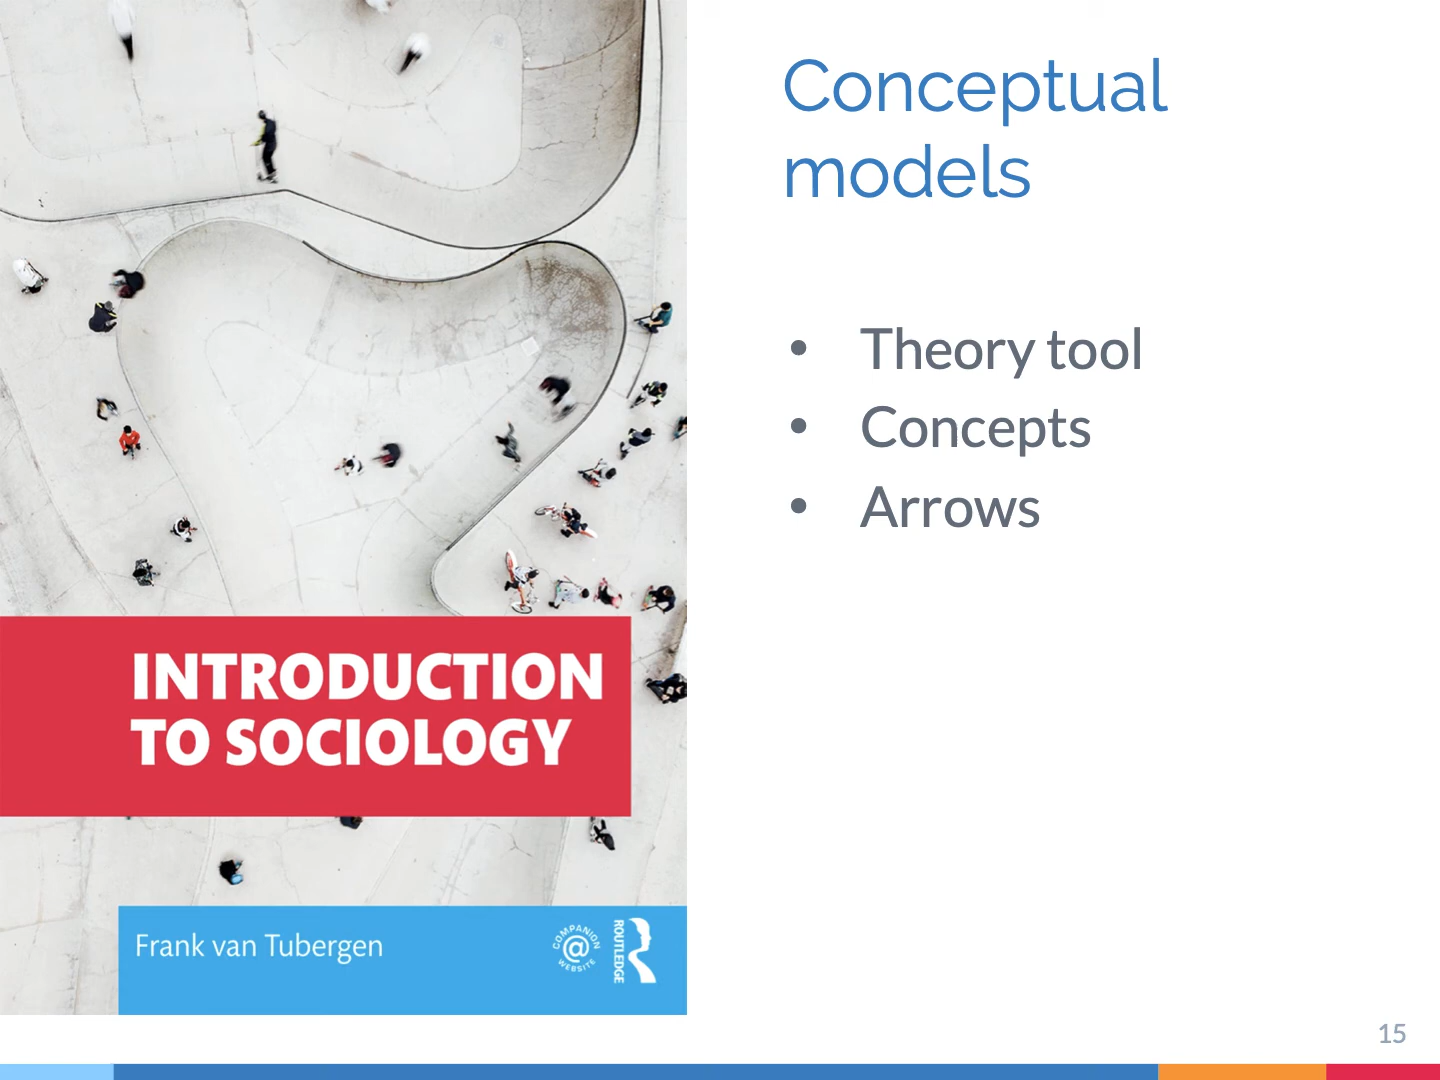 Conceptual
models
• Theory tool
• Concepts
• Arrows
INTRODUCTION
TO SOCIOLOGY
Frank van Tubergen
COMPANION
@
WEBSITE
ROUTLEDGE
15